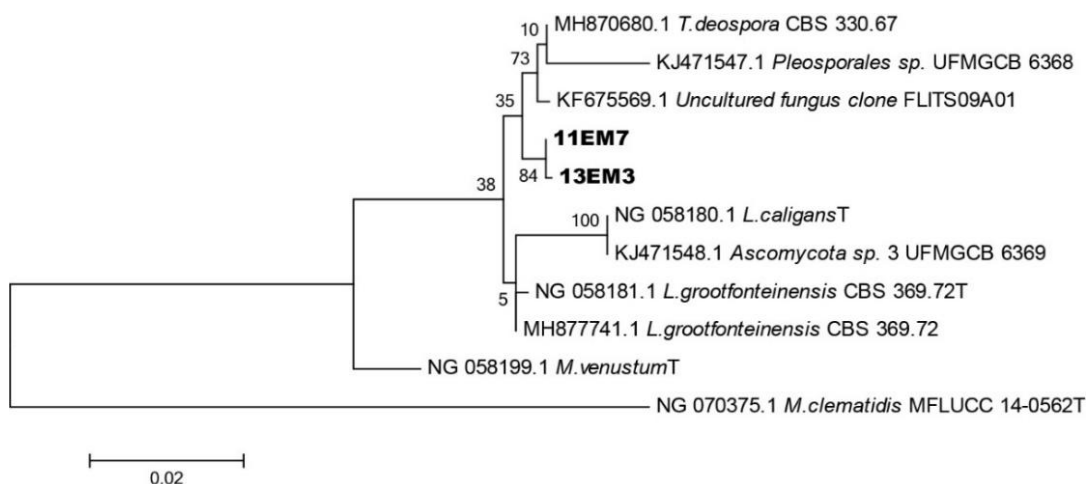 MH870680.1 T.deospora CBS 330.67
10
KJ471547.1 Pleosporales sp. UFMGCB 6368
73
KF675569.1 Uncultured fungus clone FLITS09A01
35
11EM7
84
13EM3
38
NG 058180.1 L.caligansT
100
KJ471548.1 Ascomycota sp. 3 UFMGCB 6369
NG 058181.1 L.grootfonteinensis CBS 369.72T
5
MH877741.1 L.grootfonteinensis CBS 369.72
NG 058199.1 M.venustumT
NG 070375.1 M.clematidis MFLUCC 14-0562T
0.02